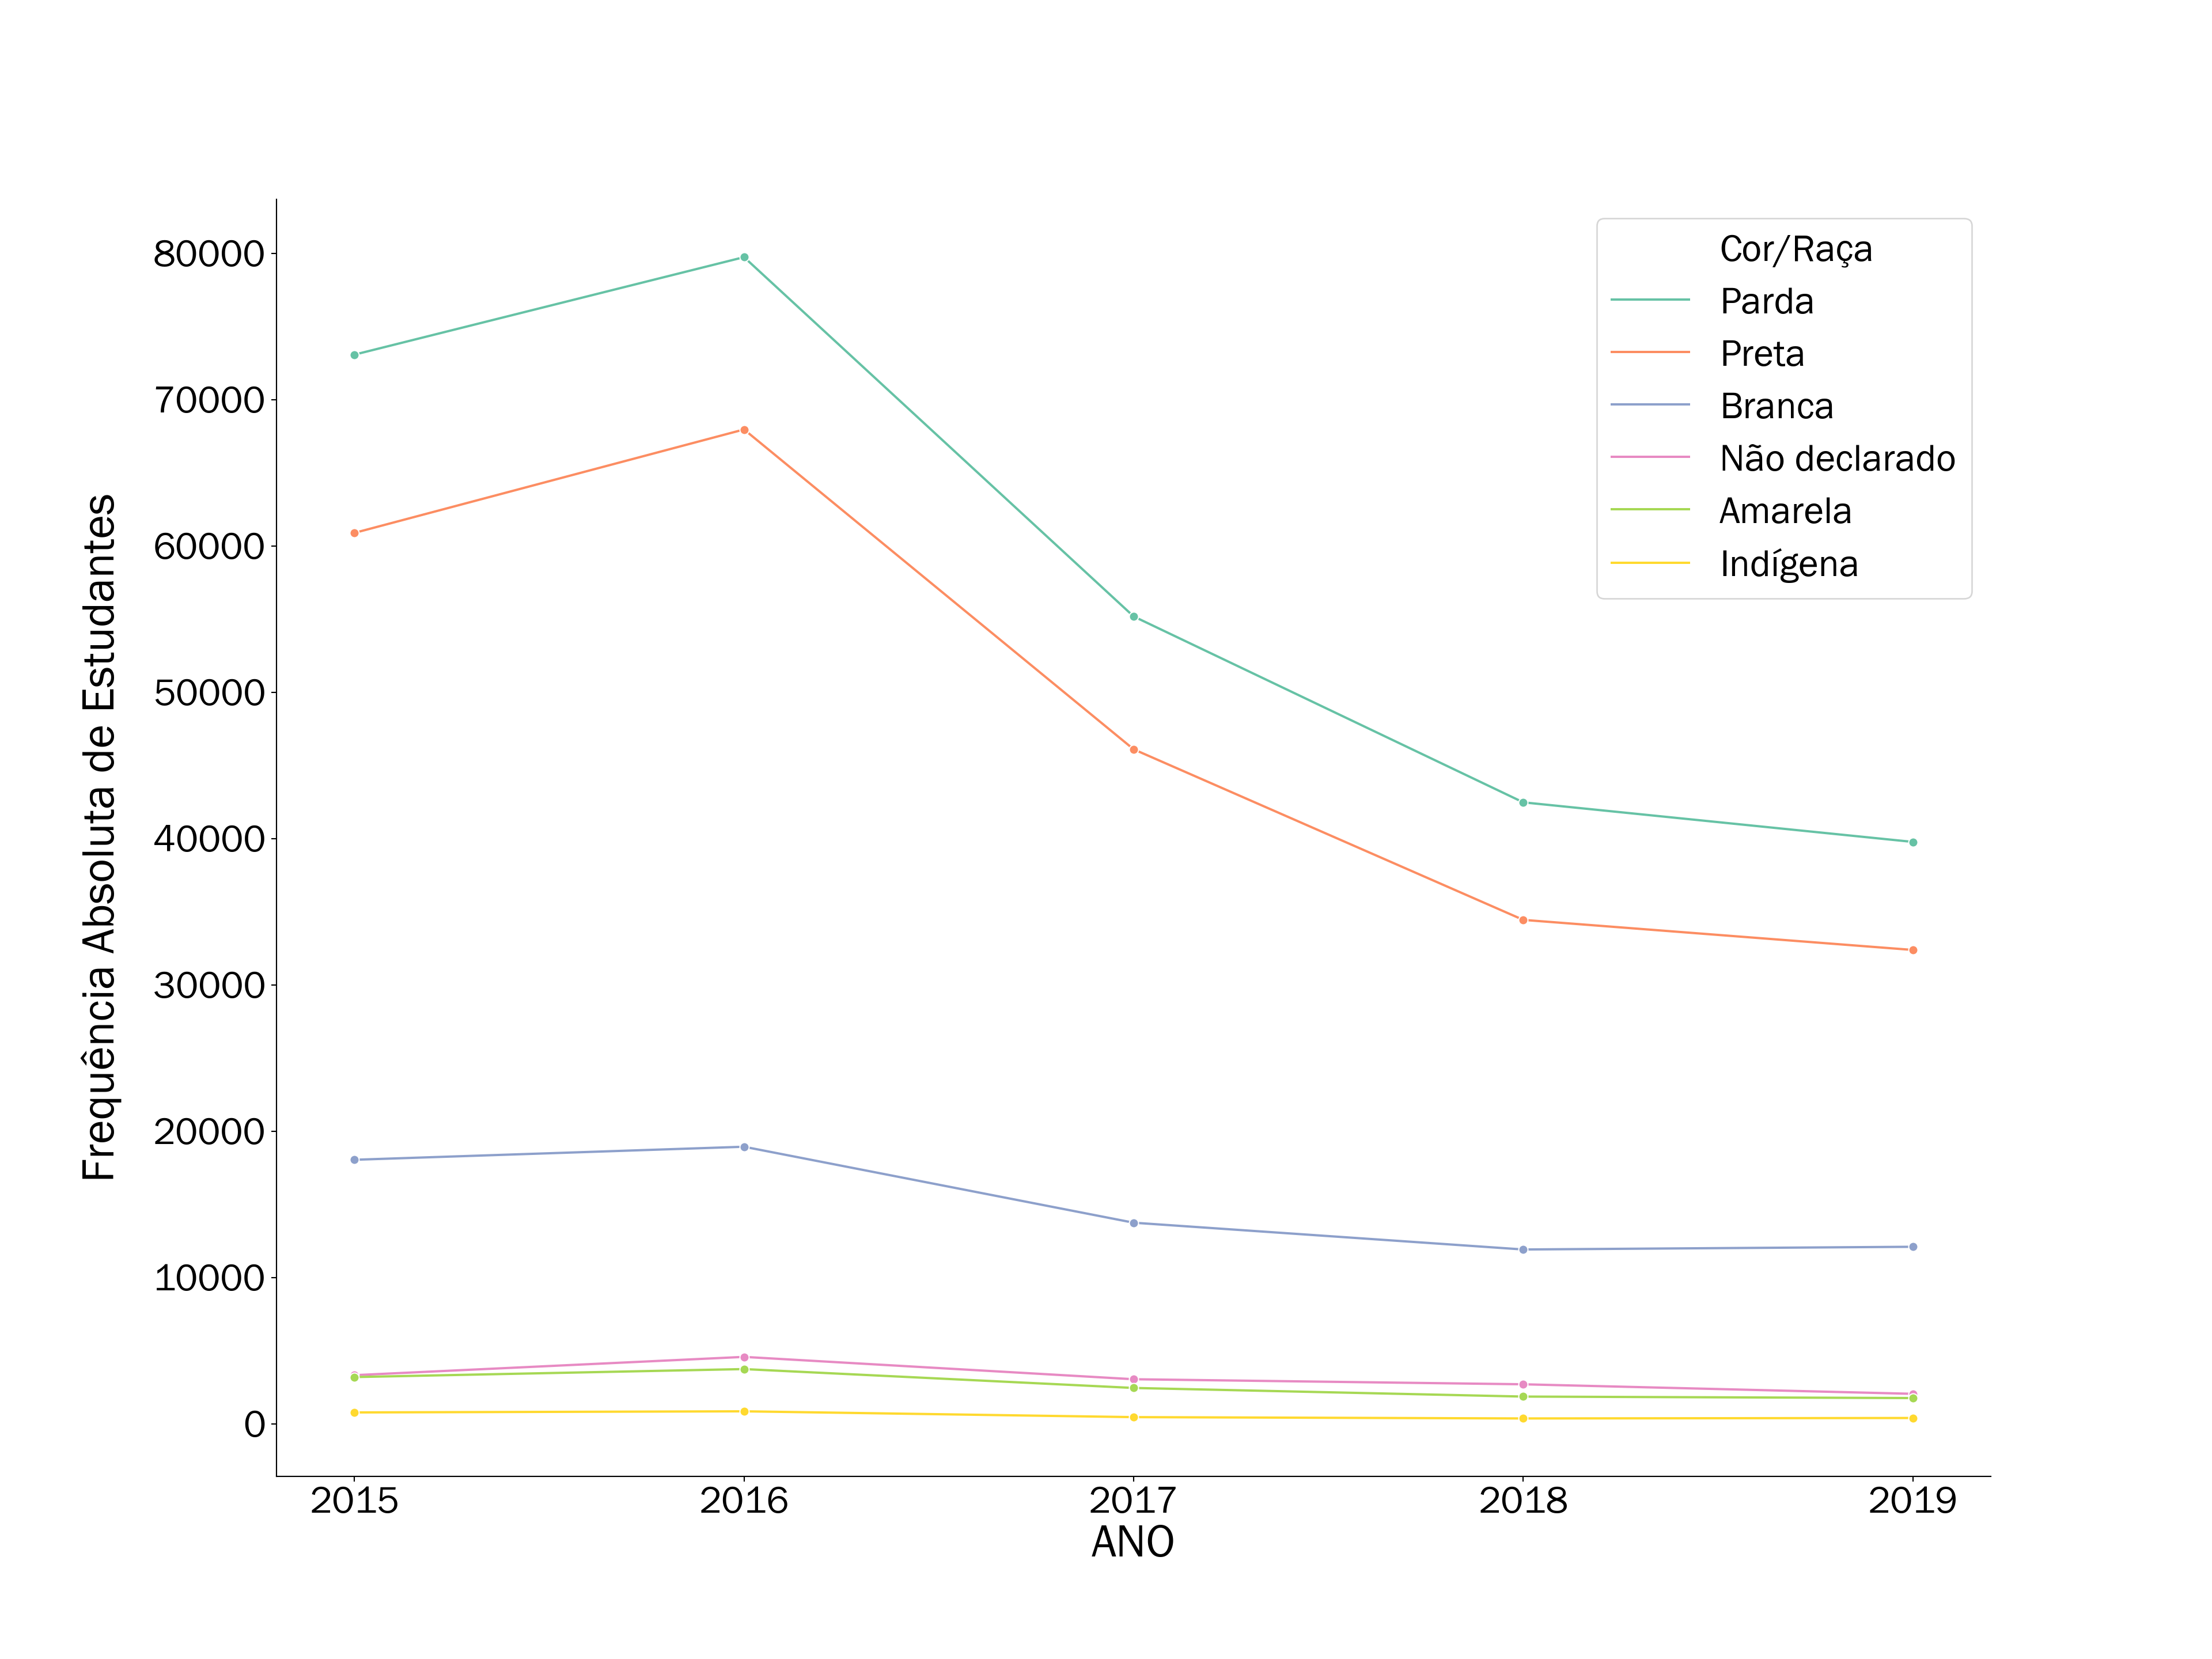 80000
70000
60000
50000
40000
30000
20000
10000
0
Frequência Absoluta de Estudantes
2015 2016 2017 2018 2019
ANO
Cor/Raça
Parda
Preta
Branca
Não declarado
Amarela
Indígena